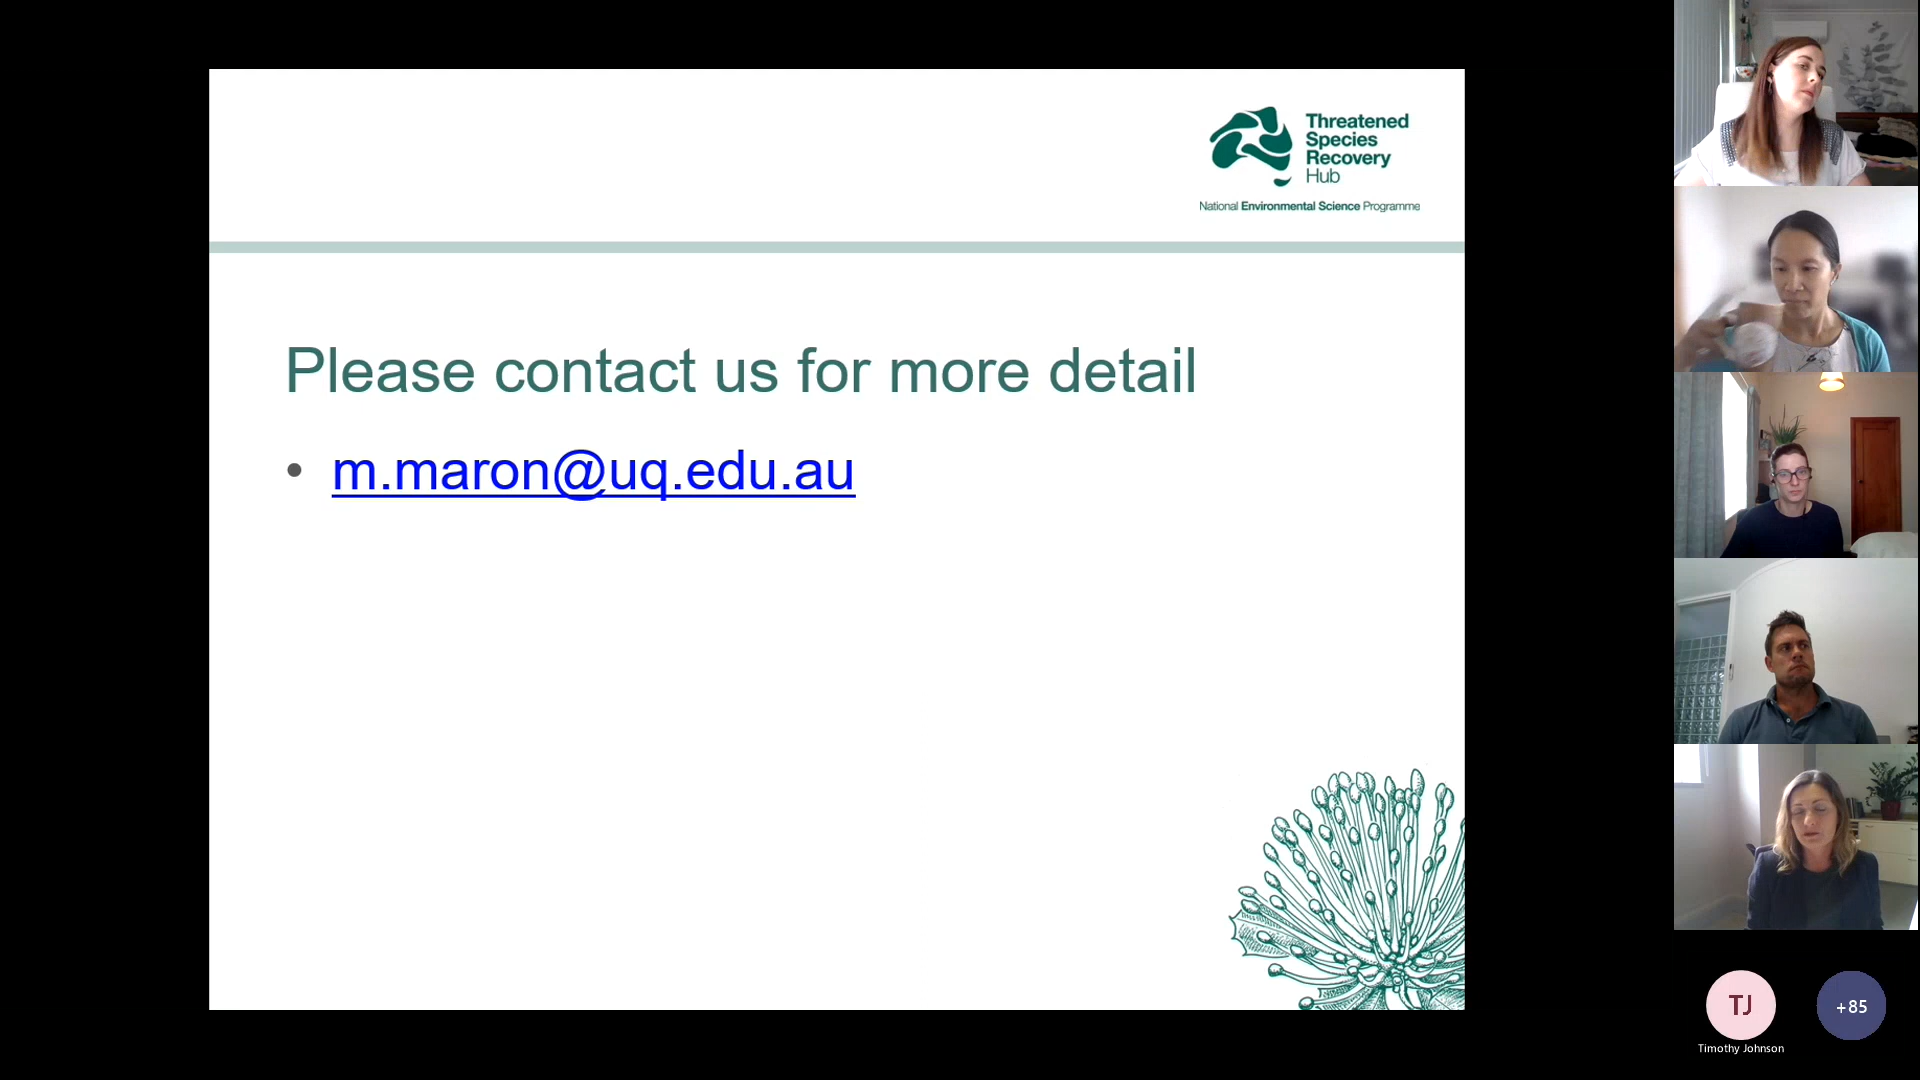 Threatened
Species
Recovery
Hub
National Environmental Science Programme
Please contact us for more detail
• m.maron@uq.edu.au
TJ
+85
Timothy Johnson